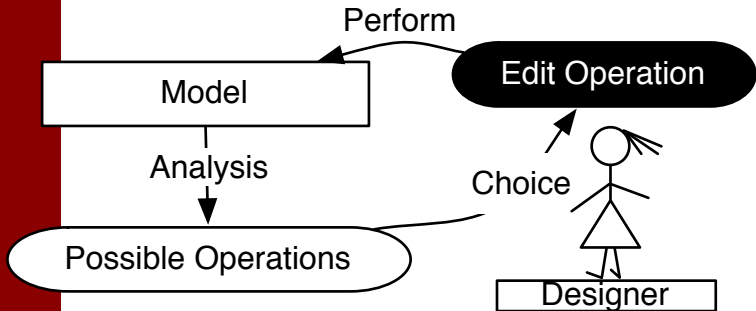 Perform
Edit Operation
Model
Analysis
Choice
Possible Operations
Designer